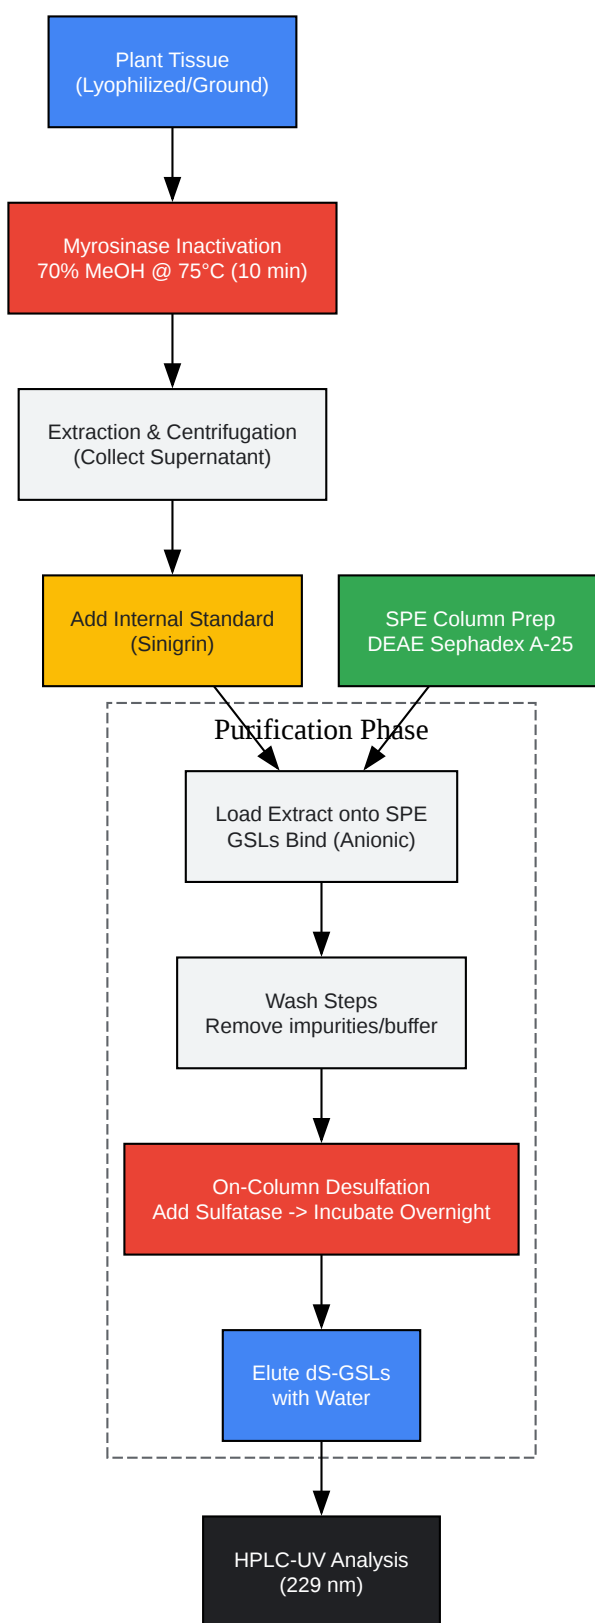 Plant Tissue
(Lyophilized/Ground)
Myrosinase Inactivation
70% MeOH @ 75°C (10 min)
Extraction & Centrifugation
(Collect Supernatant)
Add Internal Standard
(Sinigrin)
SPE Column Prep
DEAE Sephadex A-25
Purification Phase
Load Extract onto SPE
GSLs Bind (Anionic)
Wash Steps
Remove impurities/buffer
On-Column Desulfation
Add Sulfatase -> Incubate Overnight
Elute dS-GSLs
with Water
HPLC-UV Analysis
(229 nm)